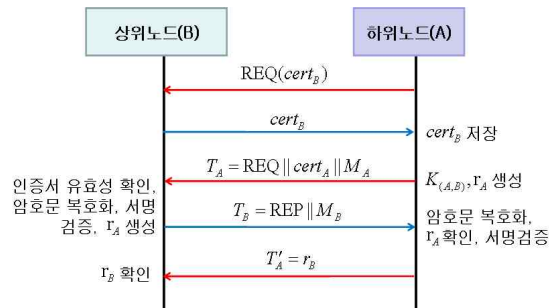 상위노드(B)
하위노드(A)
REQ(cert_B)
cert_B
cert_B 저장
T_A = REQ || cert_A || M_A
K_(A,B), r_A 생성
인증서 유효성 확인,
암호문 복호화, 서명
검증, r_A 생성
T_B = REP || M_B
암호문 복호화,
r_A 확인, 서명검증
T'_A = r_B
r_B 확인